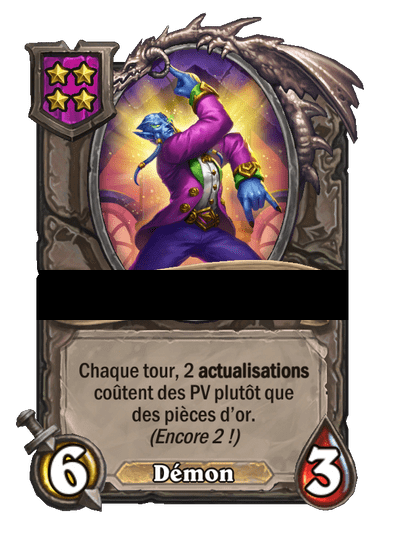 Chaque tour, 2 actualisations
coûtent des PV plutôt que
des pièces d'or.
(Encore 2 !)
6
Démon
3